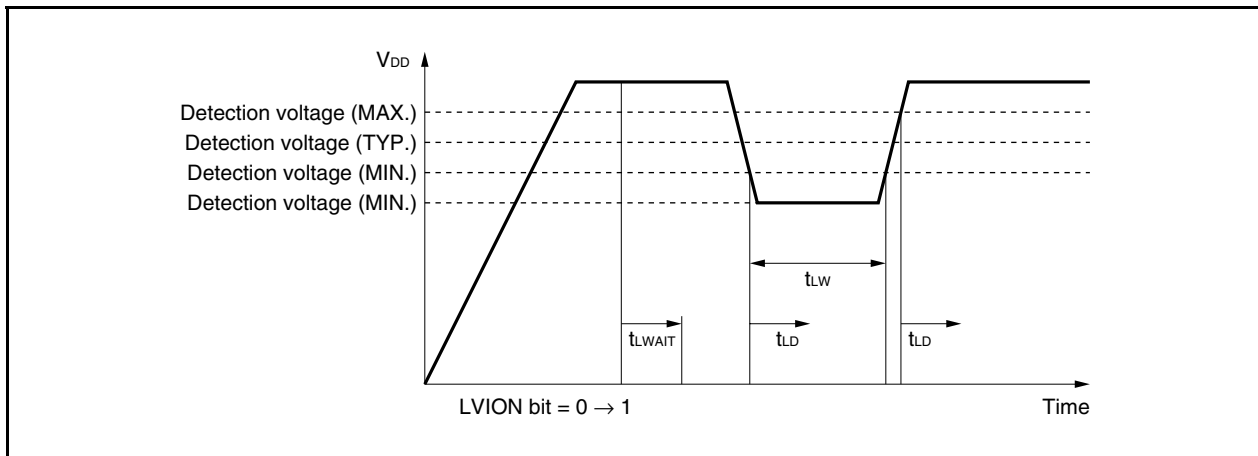 VDD
Detection voltage (MAX.)
Detection voltage (TYP.)
Detection voltage (MIN.)
Detection voltage (MIN.)
tLW
tLWAIT
tLD
tLD
LVION bit = 0 → 1
Time